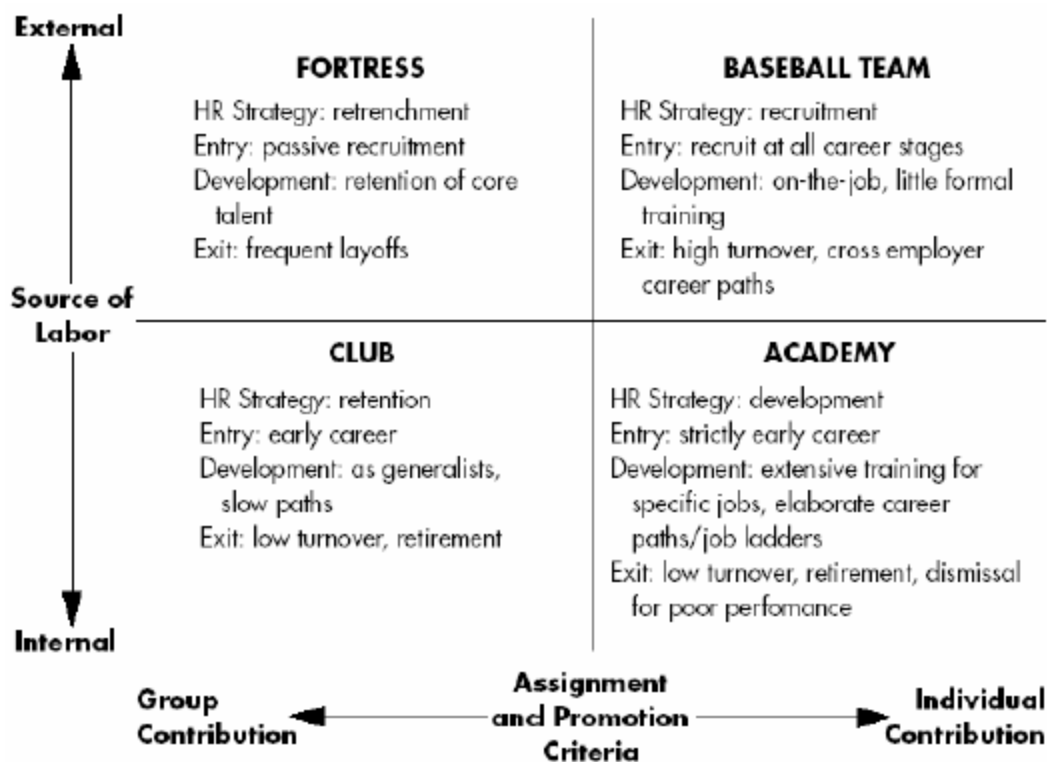 External
FORTRESS
HR Strategy: retrenchment
Entry: passive recruitment
Development: retention of core
talent
Exit: frequent layoffs
BASEBALL TEAM
HR Strategy: recruitment
Entry: recruit at all career stages
Development: on-the-job, little formal
training
Exit: high turnover, cross employer
career paths
Source of
Labor
CLUB
HR Strategy: retention
Entry: early career
Development: as generalists,
slow paths
Exit: low turnover, retirement
ACADEMY
HR Strategy: development
Entry: strictly early career
Development: extensive training for
specific jobs, elaborate career
paths/job ladders
Exit: low turnover, retirement, dismissal
for poor perfomance
Internal
Group
Contribution
Assignment
and Promotion
Criteria
Individual
Contribution